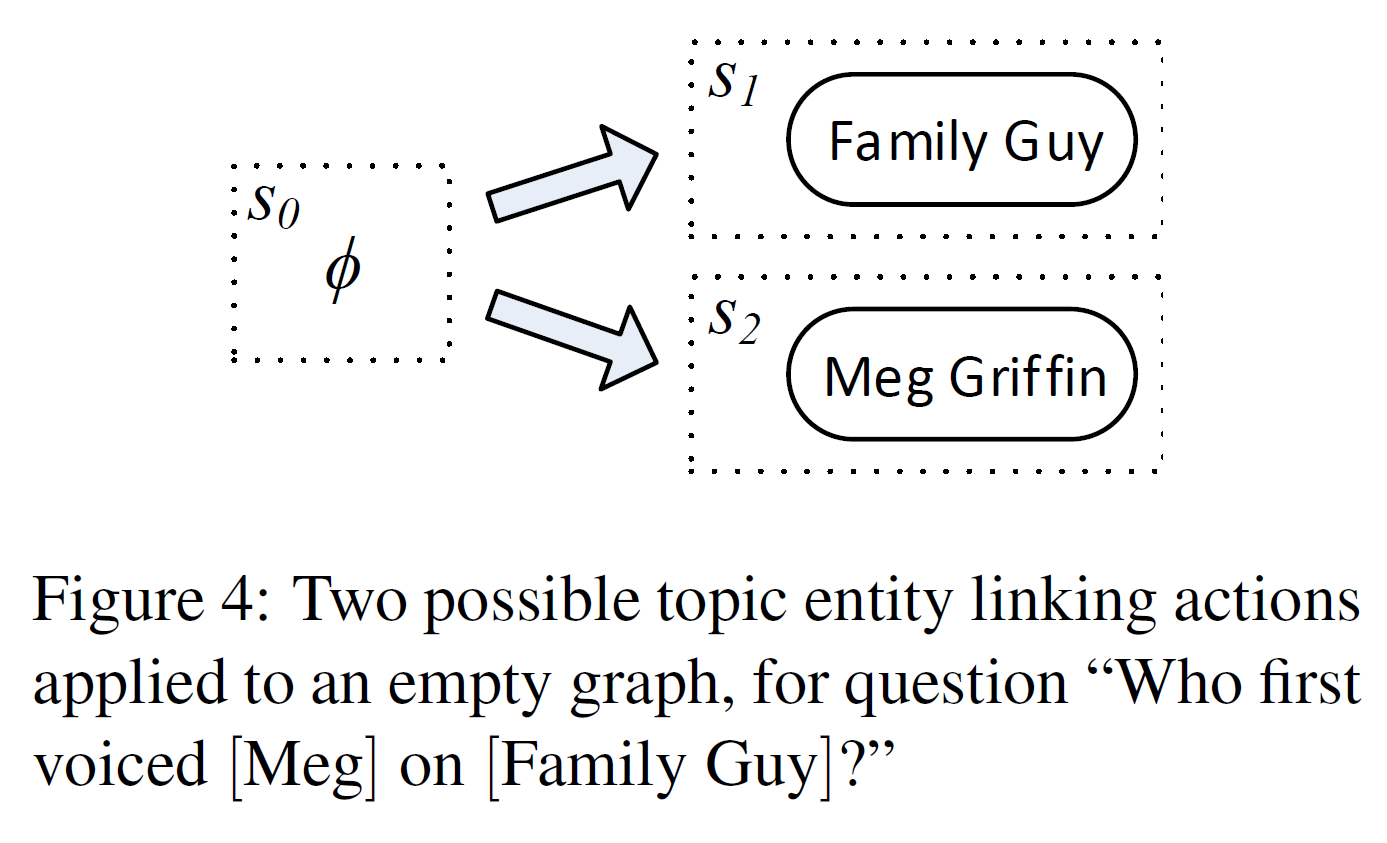 s1
Family Guy
s0
ϕ
s2
Meg Griffin
Figure 4: Two possible topic entity linking actions
applied to an empty graph, for question “Who first
voiced [Meg] on [Family Guy]?”